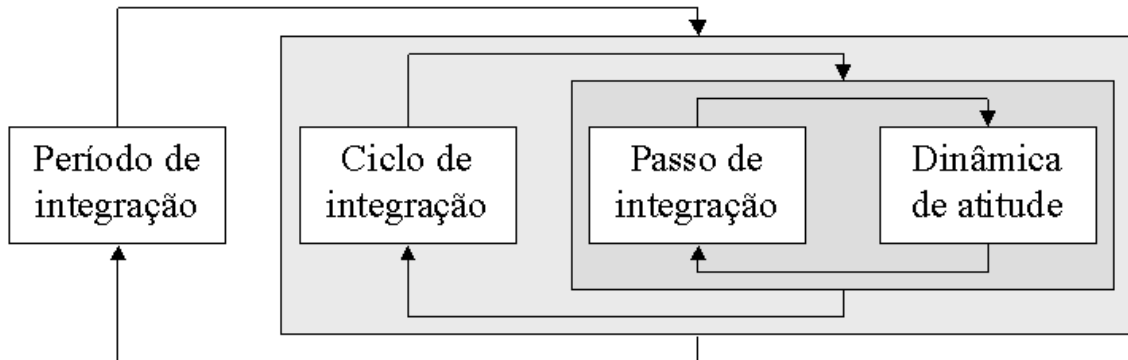 Período de
integração
Ciclo de
integração
Passo de
integração
Dinâmica
de atitude